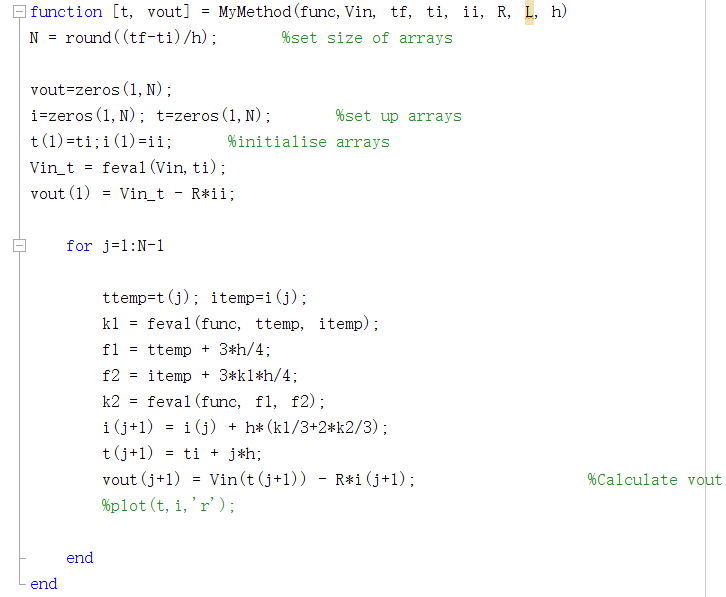 function [t, vout] = MyMethod(func,Vin, tf, ti, ii, R, L, h)
N = round((tf-ti)/h);       %set size of arrays
vout=zeros(1,N);
i=zeros(1,N); t=zeros(1,N);       %set up arrays
t(1)=ti;i(1)=ii;      %initialise arrays
Vin_t = feval(Vin,ti);
vout(1) = Vin_t - R*ii;
    for j=1:N-1
        ttemp=t(j); itemp=i(j);
        k1 = feval(func, ttemp, itemp);
        f1 = ttemp + 3*h/4;
        f2 = itemp + 3*k1*h/4;
        k2 = feval(func, f1, f2);
        i(j+1) = i(j) + h*(k1/3+2*k2/3);
        t(j+1) = ti + j*h;
        vout(j+1) = Vin(t(j+1)) - R*i(j+1);                   %Calculate vout
        %plot(t,i,'r');
    end
end